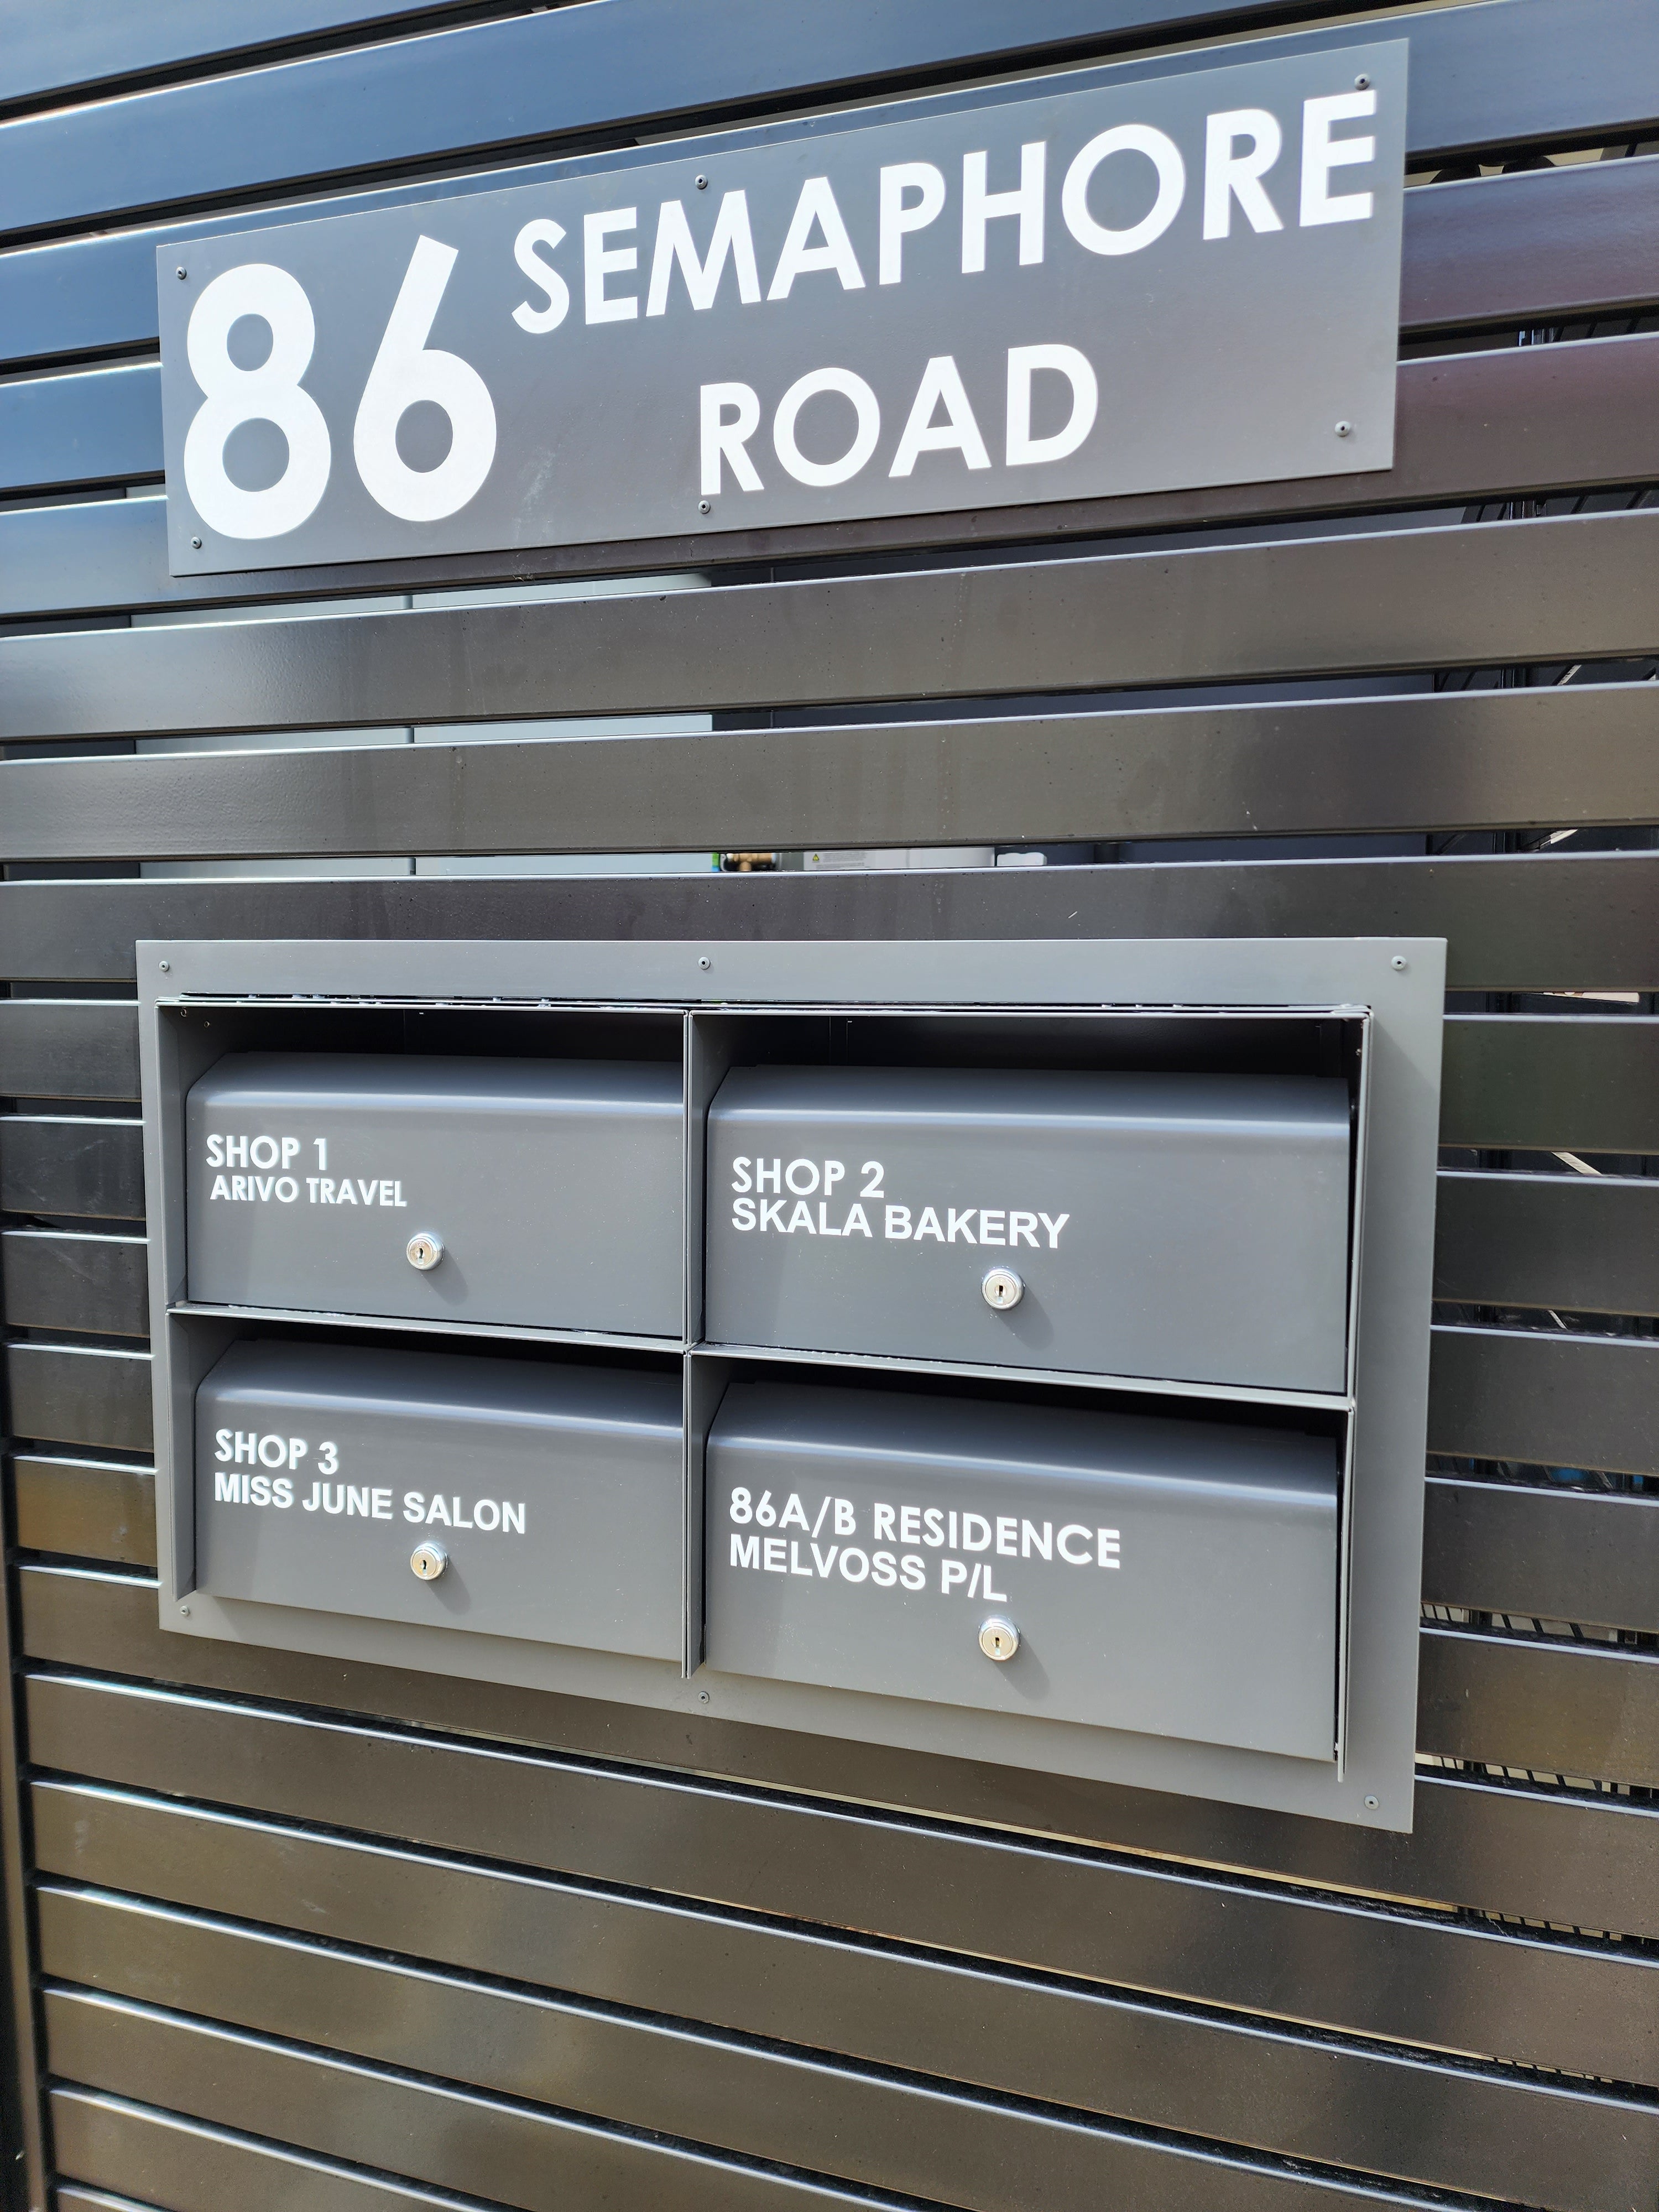 86 SEMAPHORE
ROAD
SHOP 1
ARIVO TRAVEL
SHOP 2
SKALA BAKERY
SHOP 3
MISS JUNE SALON
86A/B RESIDENCE
MELVOSS P/L